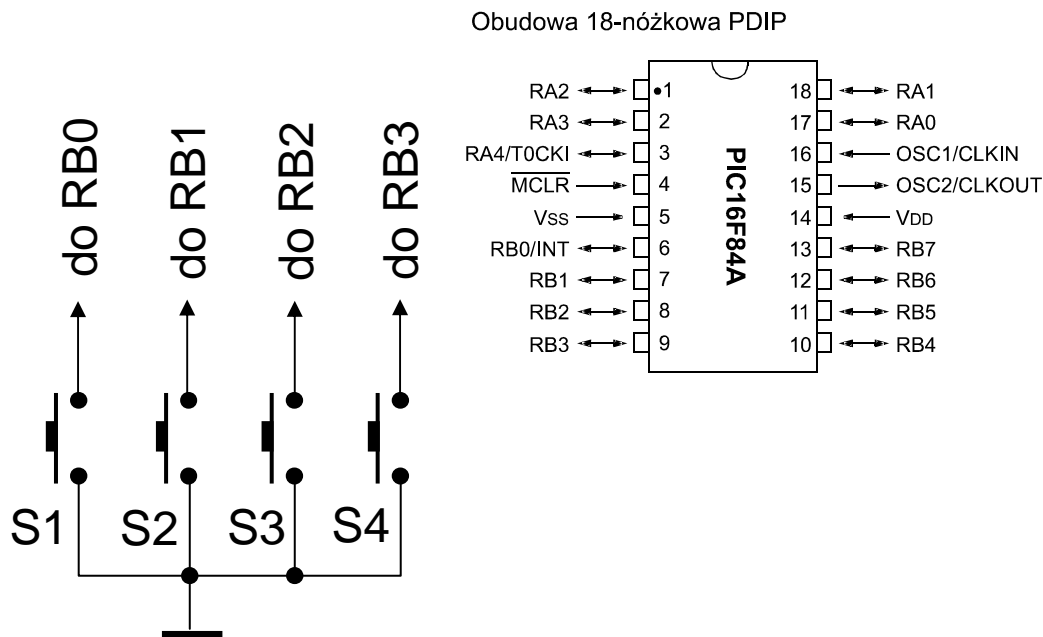 Obudowa 18-nóżkowa PDIP
do RB0
do RB1
do RB2
do RB3
S1
S2
S3
S4
RA2 1 18 RA1
RA3 2 17 RA0
RA4/T0CKI 3 16 OSC1/CLKIN
MCLR 4 15 OSC2/CLKOUT
VSS 5 14 VDD
RB0/INT 6 13 RB7
RB1 7 12 RB6
RB2 8 11 RB5
RB3 9 10 RB4
PIC16F84A